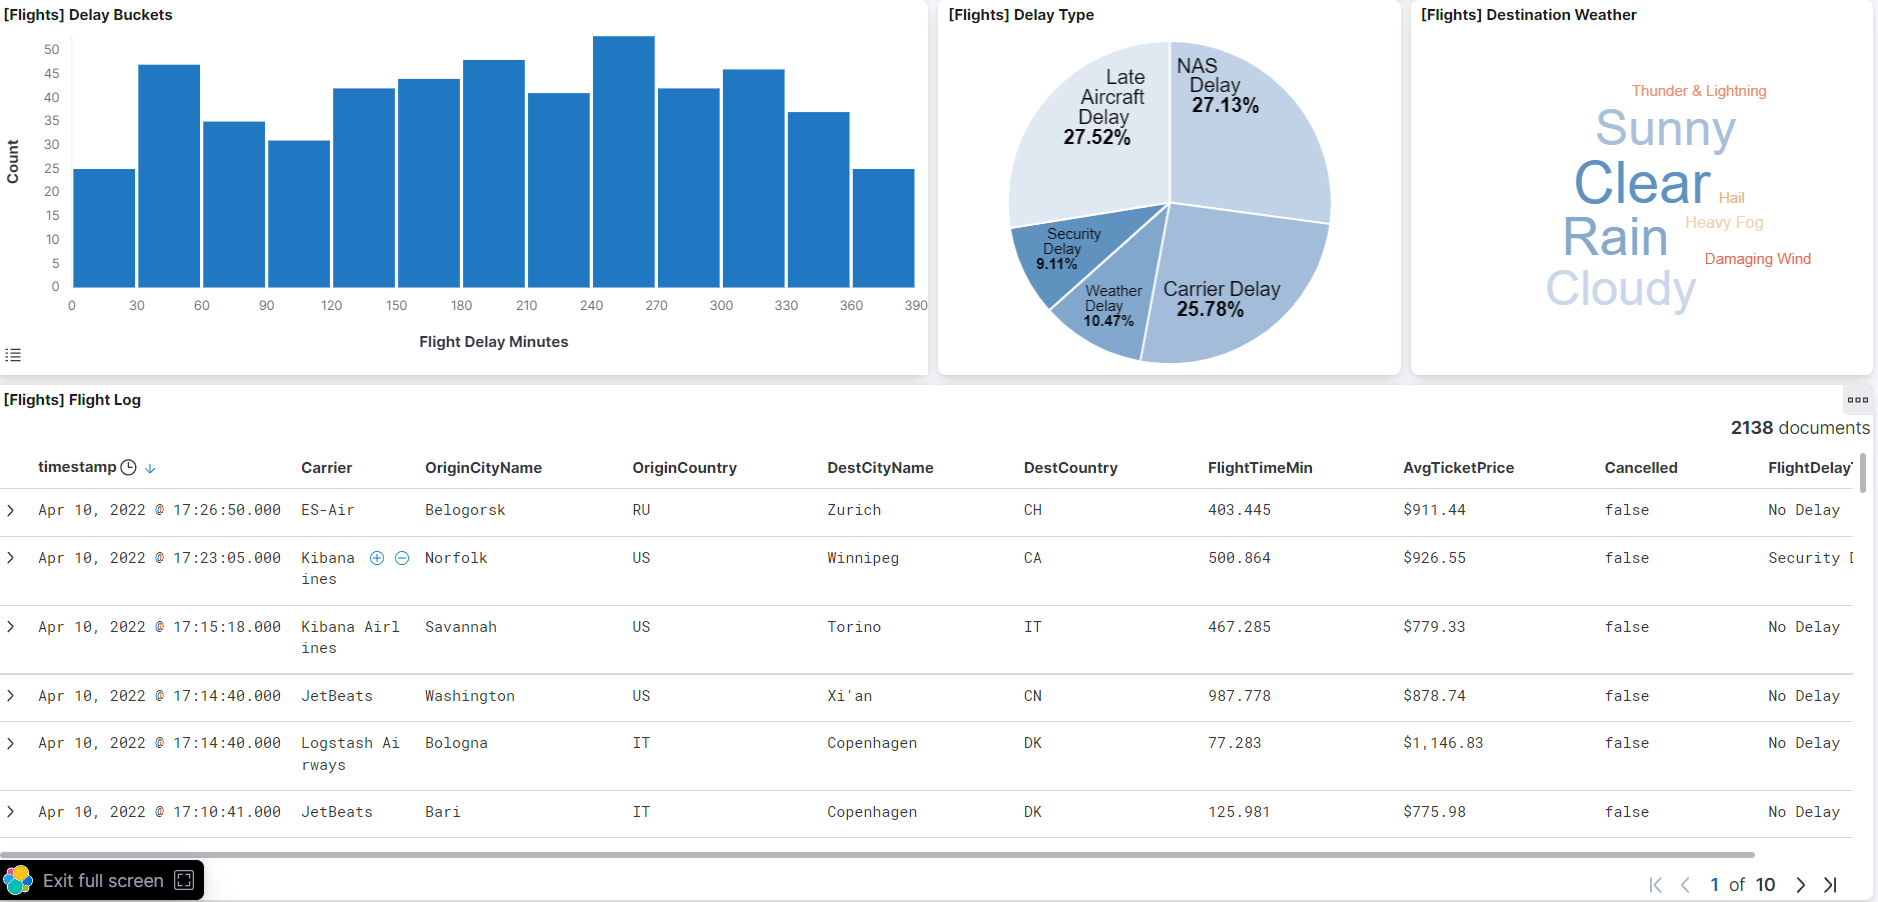 [Flights] Delay Buckets
50
45
40
35
30
25
20
15
10
5
0
Count
0 30 60 90 120 150 180 210 240 270 300 330 360 390
Flight Delay Minutes
[Flights] Delay Type
NAS
Delay
27.13%
Late
Aircraft
Delay
27.52%
Security
Delay
9.11%
Weather
Delay
10.47%
Carrier Delay
25.78%
[Flights] Destination Weather
Thunder & Lightning
Sunny
Clear
Hail
Rain
Heavy Fog
Damaging Wind
Cloudy
[Flights] Flight Log
2138 documents
timestamp Carrier OriginCityName OriginCountry DestCityName DestCountry FlightTimeMin AvgTicketPrice Cancelled FlightDelay
Apr 10, 2022 @ 17:26:50.000 ES-Air Belogorsk RU Zurich CH 403.445 $911.44 false No Delay
Apr 10, 2022 @ 17:23:05.000 Kibana Norfolk US Winnipeg CA 500.864 $926.55 false Security
ines
Apr 10, 2022 @ 17:15:18.000 Kibana Airl Savannah US Torino IT 467.285 $779.33 false No Delay
ines
Apr 10, 2022 @ 17:14:40.000 JetBeats Washington US Xi'an CN 987.778 $878.74 false No Delay
Apr 10, 2022 @ 17:14:40.000 Logstash Ai Bologna IT Copenhagen DK 77.283 $1,146.83 false No Delay
rways
Apr 10, 2022 @ 17:10:41.000 JetBeats Bari IT Copenhagen DK 125.981 $775.98 false No Delay
Exit full screen
1 of 10